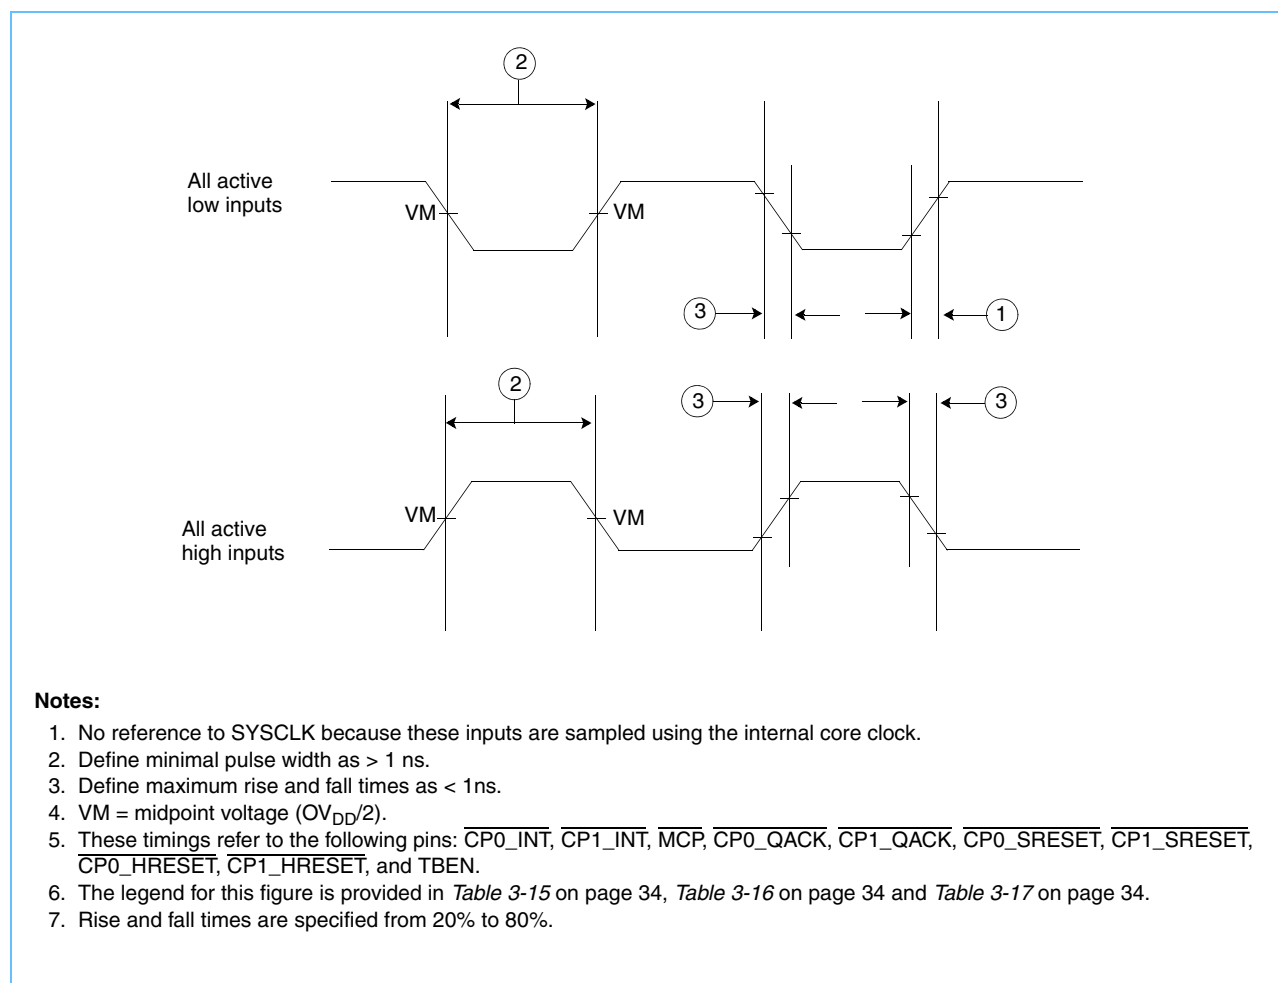 2
All active
low inputs
VM
VM
3
1
2
3
3
VM
VM
All active
high inputs
Notes:
1. No reference to SYSCLK because these inputs are sampled using the internal core clock.
2. Define minimal pulse width as > 1 ns.
3. Define maximum rise and fall times as < 1ns.
4. VM = midpoint voltage (OVDD/2).
5. These timings refer to the following pins: CP0_INT, CP1_INT, MCP, CP0_QACK, CP1_QACK, CP0_SRESET, CP1_SRESET,
CP0_HRESET, CP1_HRESET, and TBEN.
6. The legend for this figure is provided in Table 3-15 on page 34, Table 3-16 on page 34 and Table 3-17 on page 34.
7. Rise and fall times are specified from 20% to 80%.